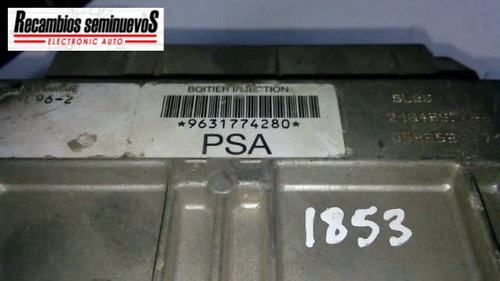 Recambios seminuevos
ELECTRONIC AUTO
BOITIER INJECTION
*9631774280*
PSA
1853